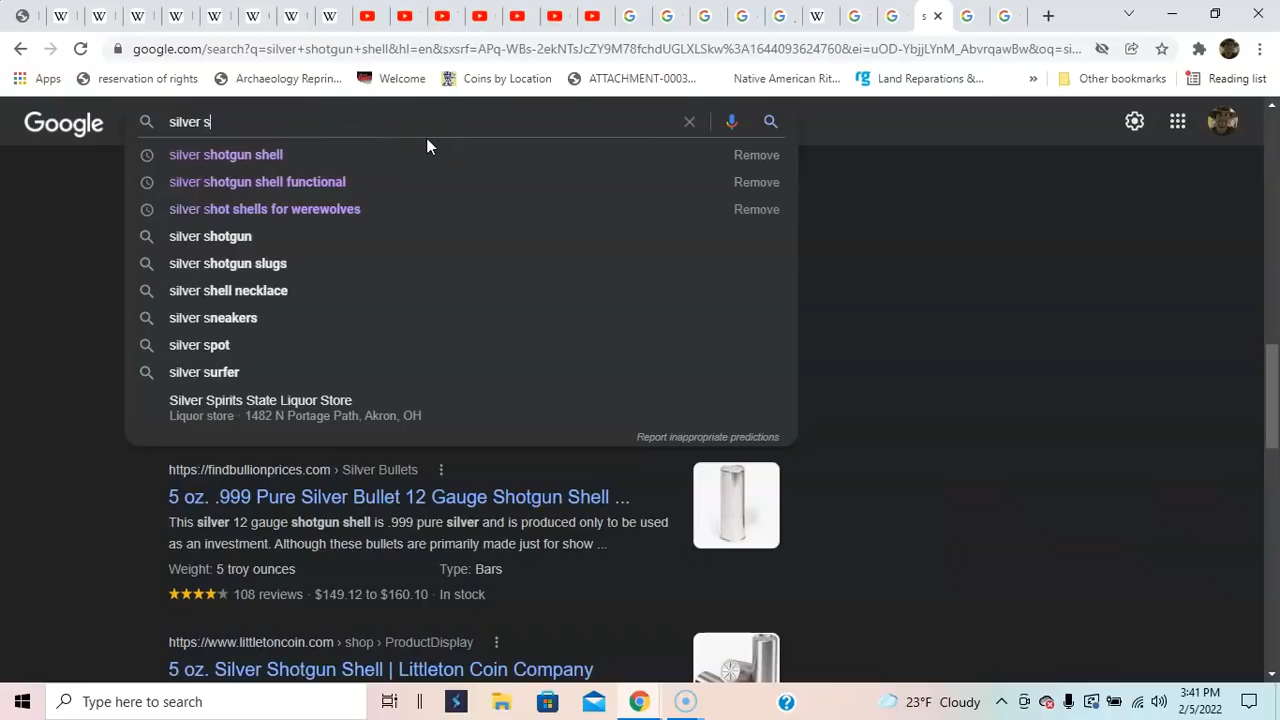 google.com/search?q=silver+shotgun+shell&hl=en&sxsrf=APq-WBs-2ekNTsJcZY9M78fchdUGLXLSkw%3A1644093624760&ei=uOD-YbjjLYnM_AbvrqawBw&oq=si...
Apps reservation of rights Archaeology Reprin... Welcome Coins by Location ATTACHMENT-0003... Native American Rit... Land Reparations &... » Other bookmarks Reading list
Google silver s
silver shotgun shell Remove
silver shotgun shell functional Remove
silver shot shells for werewolves Remove
silver shotgun
silver shotgun slugs
silver shell necklace
silver sneakers
silver spot
silver surfer
Silver Spirits State Liquor Store
Liquor store · 1482 N Portage Path, Akron, OH
Report inappropriate predictions
https://findbullionprices.com › Silver Bullets
5 oz. .999 Pure Silver Bullet 12 Gauge Shotgun Shell ...
This silver 12 gauge shotgun shell is .999 pure silver and is produced only to be used
as an investment. Although these bullets are primarily made just for show ...
Weight: 5 troy ounces Type: Bars
108 reviews · $149.12 to $160.10 · In stock
https://www.littletoncoin.com › shop › ProductDisplay
5 oz. Silver Shotgun Shell | Littleton Coin Company
Type here to search
23°F Cloudy
3:41 PM
2/5/2022